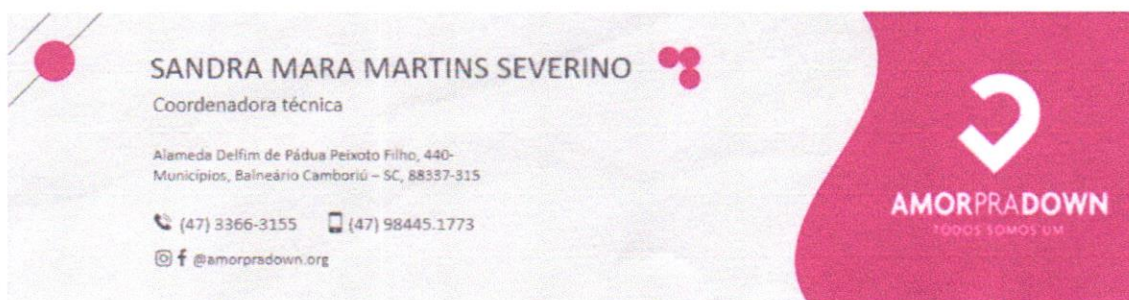 SANDRA MARA MARTINS SEVERINO
Coordenadora técnica
Alameda Delfim de Pádua Peixoto Filho, 440-
Municípios, Balneário Camboriú – SC, 88337-315
(47) 3366-3155 (47) 98445.1773
@amorpradown.org
AMORPRADOWN
TODOS SOMOS UM